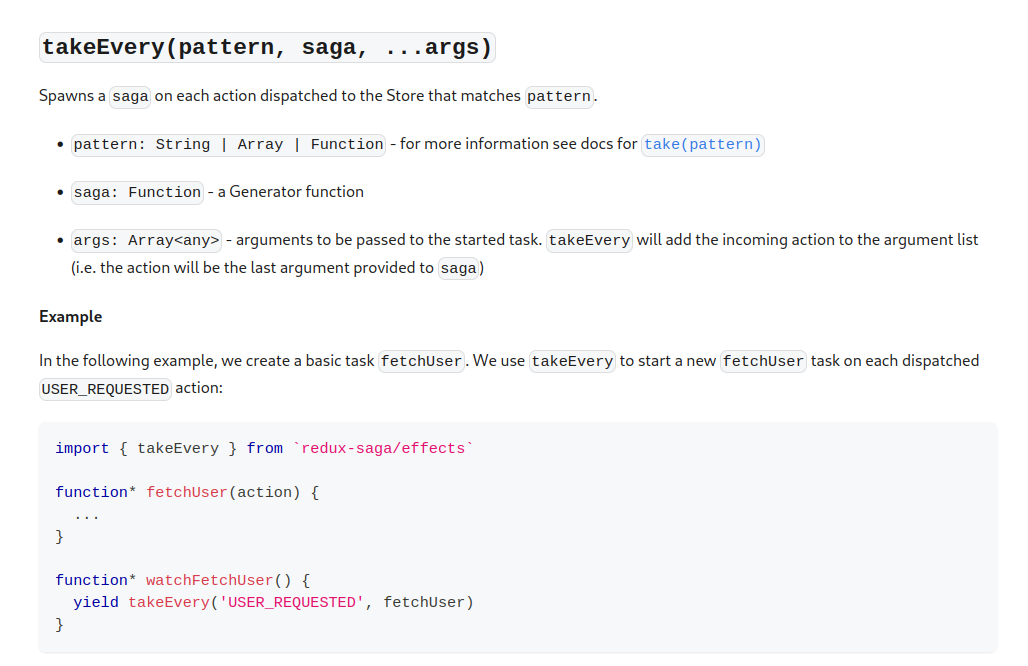 takeEvery(pattern, saga, ...args)
Spawns a saga on each action dispatched to the Store that matches pattern.
• pattern: String | Array | Function - for more information see docs for take(pattern)
• saga: Function - a Generator function
• args: Array<any> - arguments to be passed to the started task. takeEvery will add the incoming action to the argument list
(i.e. the action will be the last argument provided to saga)
Example
In the following example, we create a basic task fetchUser. We use takeEvery to start a new fetchUser task on each dispatched
USER_REQUESTED action:
import { takeEvery } from `redux-saga/effects`
function* fetchUser(action) {
  ...
}
function* watchFetchUser() {
  yield takeEvery('USER_REQUESTED', fetchUser)
}